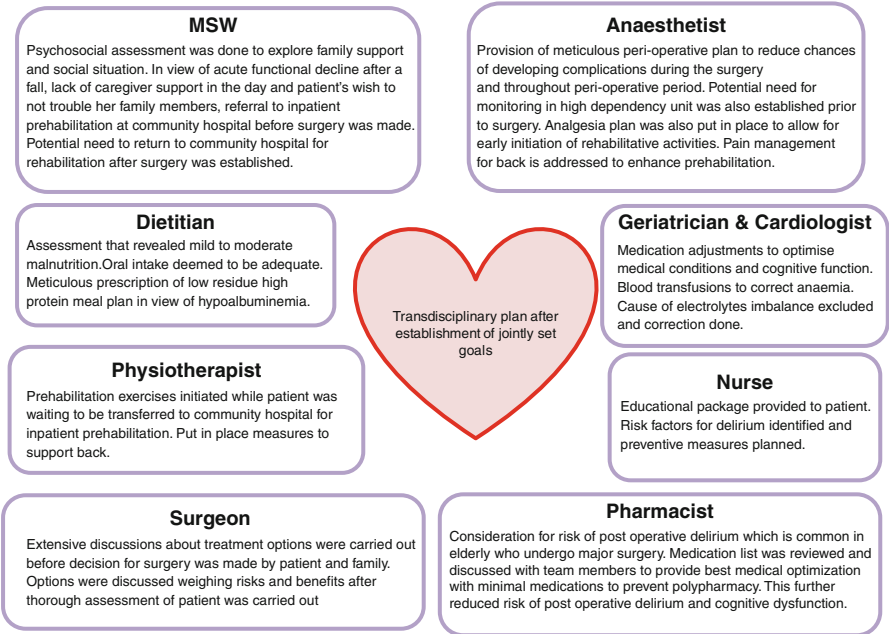 MSW
Psychosocial assessment was done to explore family support
and social situation. In view of acute functional decline after a
fall, lack of caregiver support in the day and patient's wish to
not trouble her family members, referral to inpatient
prehabilitation at community hospital before surgery was made.
Potential need to return to community hospital for
rehabilitation after surgery was established.
Anaesthetist
Provision of meticulous peri-operative plan to reduce chances
of developing complications during the surgery
and throughout peri-operative period. Potential need for
monitoring in high dependency unit was also established prior
to surgery. Analgesia plan was also put in place to allow for
early initiation of rehabilitative activities. Pain management
for back is addressed to enhance prehabilitation.
Dietitian
Assessment that revealed mild to moderate
malnutrition.Oral intake deemed to be adequate.
Meticulous prescription of low residue high
protein meal plan in view of hypoalbuminemia.
Transdisciplinary plan after
establishment of jointly set
goals
Geriatrician & Cardiologist
Medication adjustments to optimise
medical conditions and cognitive function.
Blood transfusions to correct anaemia.
Cause of electrolytes imbalance excluded
and correction done.
Physiotherapist
Prehabilitation exercises initiated while patient was
waiting to be transferred to community hospital for
inpatient prehabilitation. Put in place measures to
support back.
Nurse
Educational package provided to patient.
Risk factors for delirium identified and
preventive measures planned.
Surgeon
Extensive discussions about treatment options were carried out
before decision for surgery was made by patient and family.
Options were discussed weighing risks and benefits after
thorough assessment of patient was carried out
Pharmacist
Consideration for risk of post operative delirium which is common in
elderly who undergo major surgery. Medication list was reviewed and
discussed with team members to provide best medical optimization
with minimal medications to prevent polypharmacy. This further
reduced risk of post operative delirium and cognitive dysfunction.